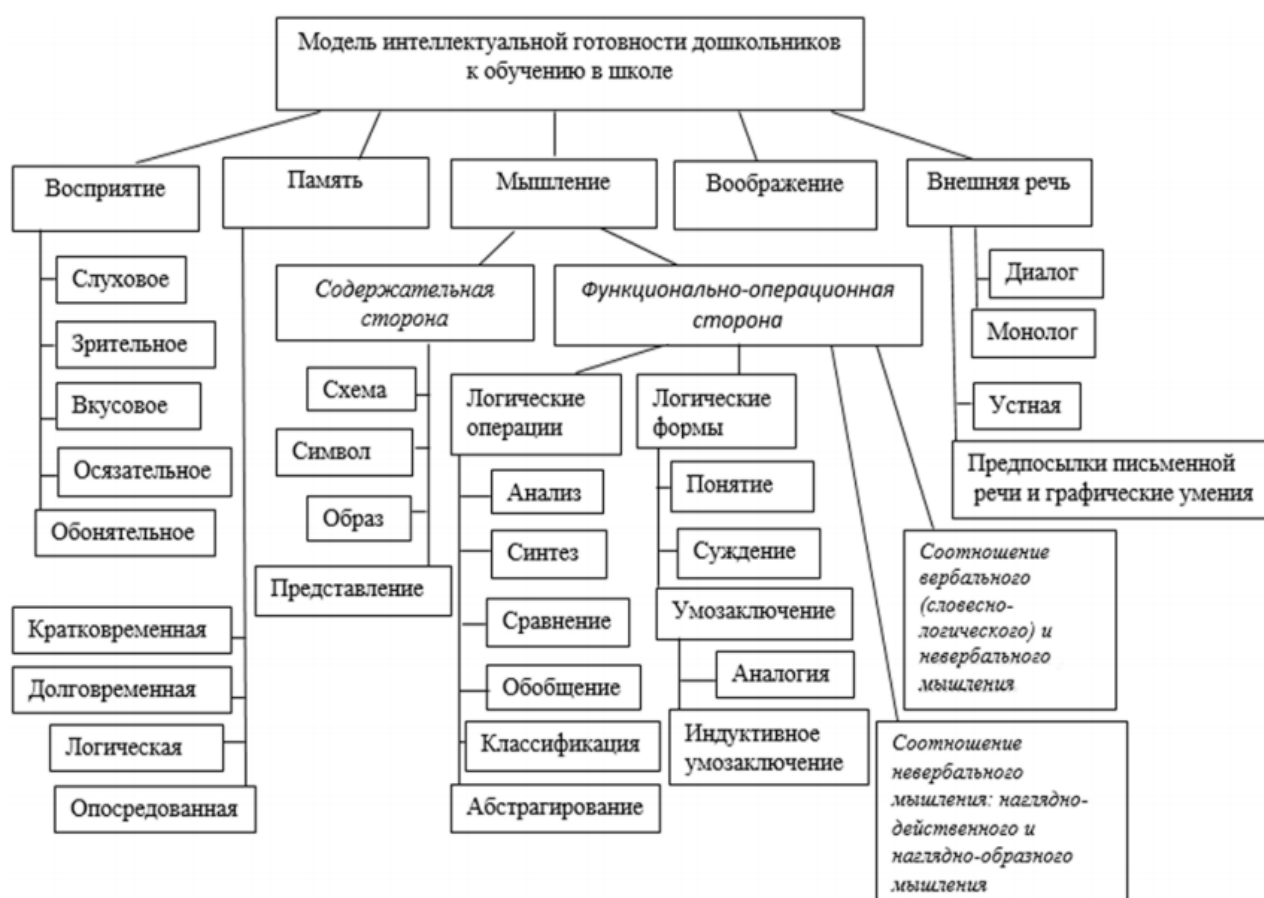 Модель интеллектуальной готовности дошкольников
к обучению в школе
Восприятие
Память
Мышление
Воображение
Внешняя речь
Слуховое
Зрительное
Вкусовое
Осязательное
Обонятельное
Кратковременная
Долговременная
Логическая
Опосредованная
Содержательная
сторона
Схема
Символ
Образ
Представление
Функционально-операционная
сторона
Логические
операции
Анализ
Синтез
Сравнение
Обобщение
Классификация
Абстрагирование
Логические
формы
Понятие
Суждение
Умозаключение
Аналогия
Индуктивное
умозаключение
Диалог
Монолог
Устная
Предпосылки письменной
речи и графические умения
Соотношение
вербального
(словесно-
логического) и
невербального
мышления
Соотношение
невербального
мышления: наглядно-
действенного и
наглядно-образного
мышления